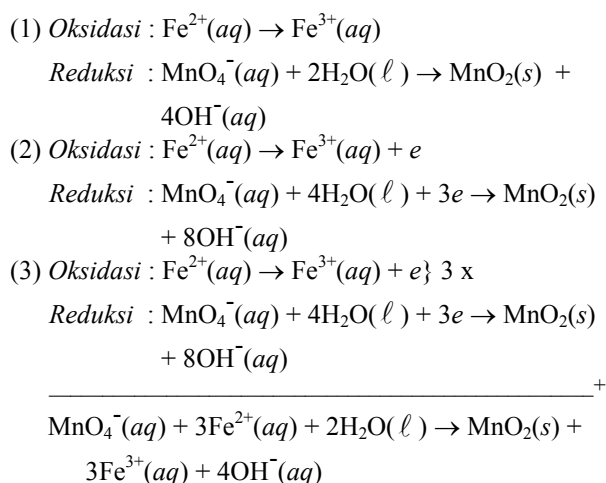 (1) Oksidasi : Fe²⁺(aq) → Fe³⁺(aq)
Reduksi : MnO₄⁻(aq) + 2H₂O(ℓ) → MnO₂(s) +
4OH⁻(aq)
(2) Oksidasi : Fe²⁺(aq) → Fe³⁺(aq) + e
Reduksi : MnO₄⁻(aq) + 4H₂O(ℓ) + 3e → MnO₂(s)
+ 8OH⁻(aq)
(3) Oksidasi : Fe²⁺(aq) → Fe³⁺(aq) + e} 3 x
Reduksi : MnO₄⁻(aq) + 4H₂O(ℓ) + 3e → MnO₂(s)
+ 8OH⁻(aq)
+
MnO₄⁻(aq) + 3Fe²⁺(aq) + 2H₂O(ℓ) → MnO₂(s) +
3Fe³⁺(aq) + 4OH⁻(aq)